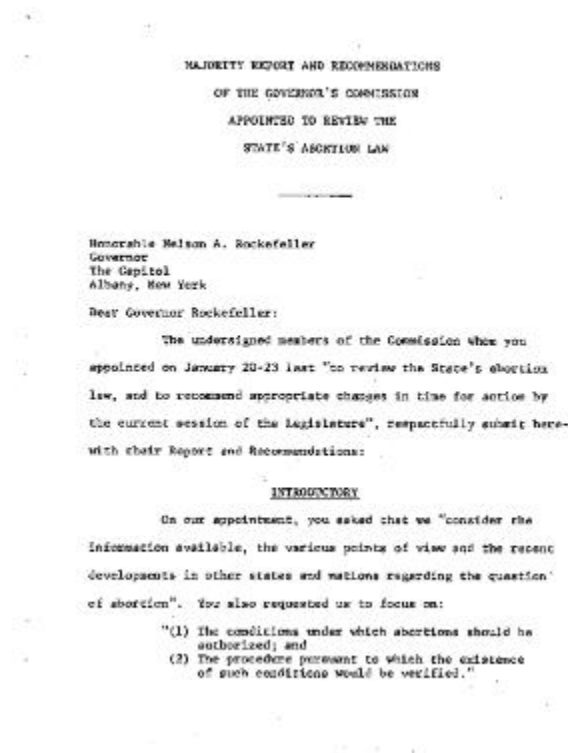 MAJORITY REPORT AND RECOMMENDATIONS
OF THE GOVERNOR'S COMMISSION
APPOINTED TO REVIEW THE
STATE'S ABORTION LAW
Honorable Nelson A. Rockefeller
Governor
The Capitol
Albany, New York
Dear Governor Rockefeller:
The undersigned members of the Commission whom you
appointed on January 20-23 last "to review the State's abortion
law, and to recommend appropriate changes in time for action by
the current session of the Legislature", respectfully submit here-
with their Report and Recommendations:
INTRODUCTORY
On our appointment, you asked that we "consider the
information available, the various points of view and the recent
developments in other states and nations regarding the question
of abortion". You also requested us to focus on:
"(1) The conditions under which abortions should be
authorized; and
(2) The procedure pursuant to which the existence
of such conditions would be verified."